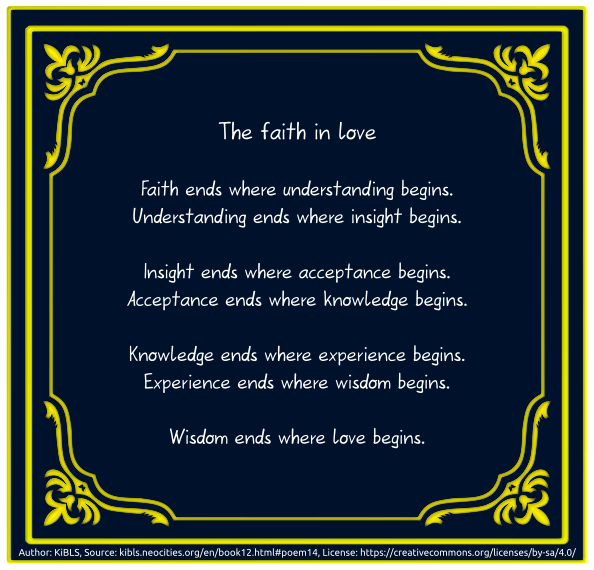 The faith in love
Faith ends where understanding begins.
Understanding ends where insight begins.
Insight ends where acceptance begins.
Acceptance ends where knowledge begins.
Knowledge ends where experience begins.
Experience ends where wisdom begins.
Wisdom ends where love begins.
Author: KiBLS, Source: kibls.neocities.org/en/book12.html#poem14, License: https://creativecommons.org/licenses/by-sa/4.0/